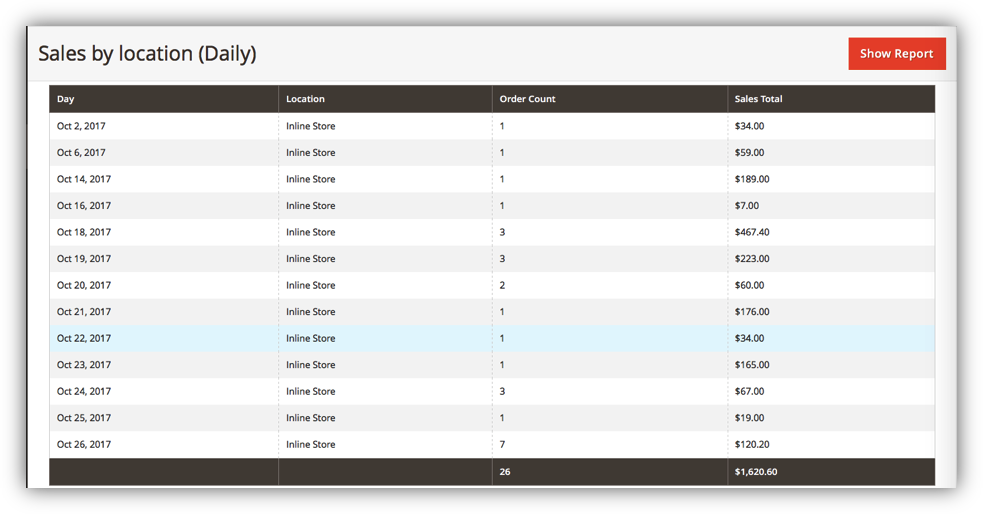 Sales by location (Daily)
Show Report
Day Location Order Count Sales Total
Oct 2, 2017 Inline Store 1 $34.00
Oct 6, 2017 Inline Store 1 $59.00
Oct 14, 2017 Inline Store 1 $189.00
Oct 16, 2017 Inline Store 1 $7.00
Oct 18, 2017 Inline Store 3 $467.40
Oct 19, 2017 Inline Store 3 $223.00
Oct 20, 2017 Inline Store 2 $60.00
Oct 21, 2017 Inline Store 1 $176.00
Oct 22, 2017 Inline Store 1 $34.00
Oct 23, 2017 Inline Store 1 $165.00
Oct 24, 2017 Inline Store 3 $67.00
Oct 25, 2017 Inline Store 1 $19.00
Oct 26, 2017 Inline Store 7 $120.20
26 $1,620.60